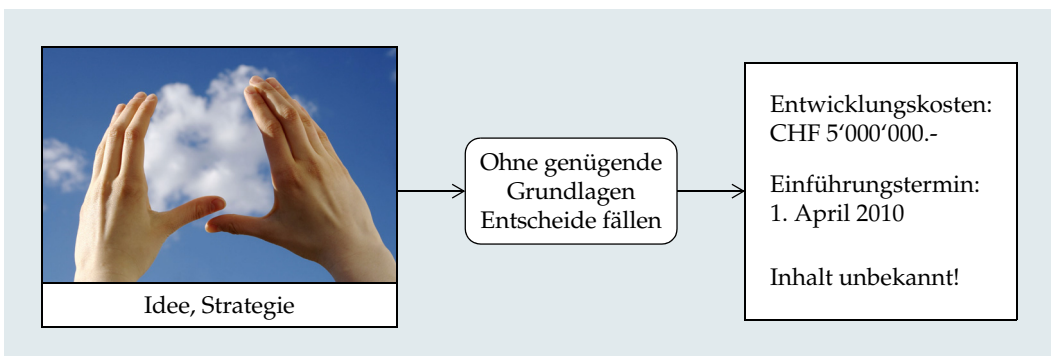 Idee, Strategie
Ohne genügende
Grundlagen
Entscheide fällen
Entwicklungskosten:
CHF 5‘000‘000.-
Einführungstermin:
1. April 2010
Inhalt unbekannt!